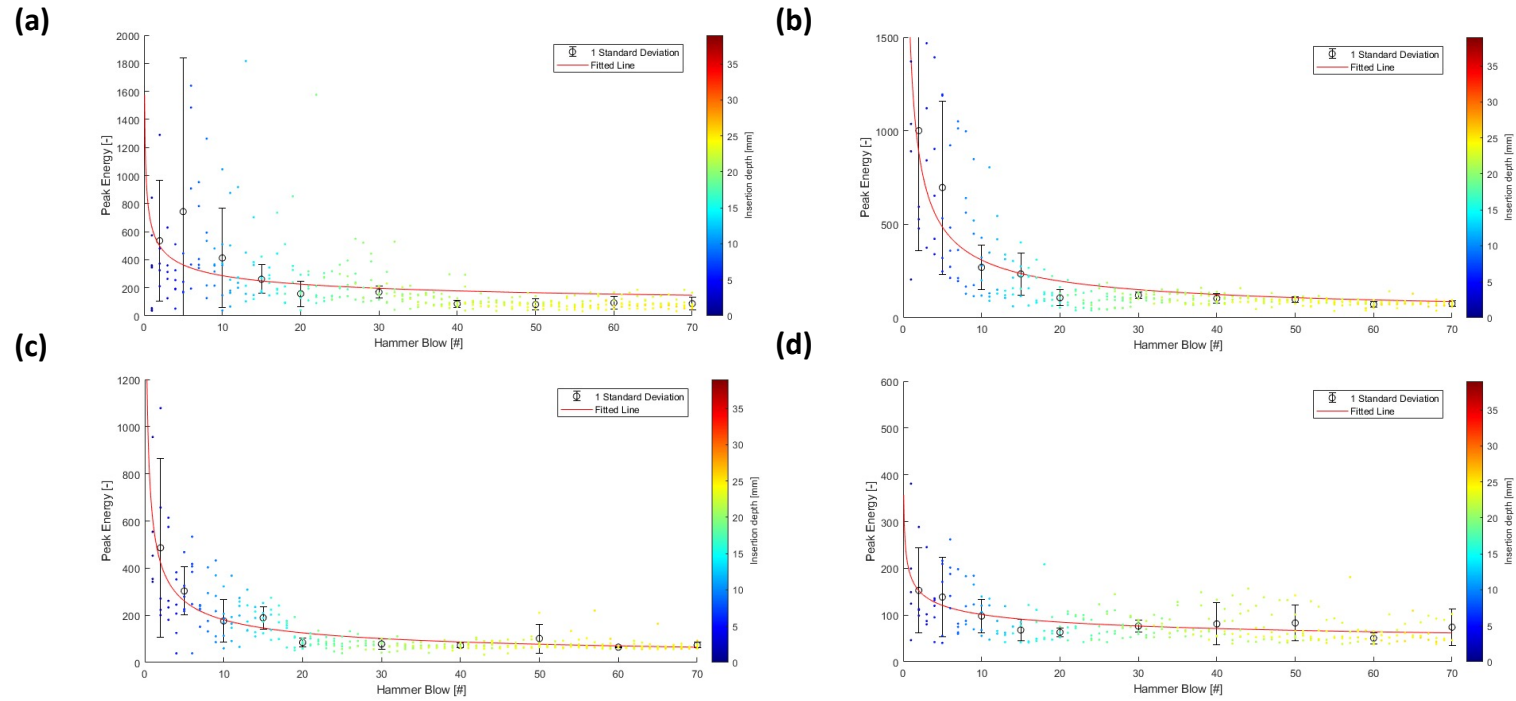 (a)
2000
1800
1600
1400
1200
1000
800
600
400
200
0
Peak Energy [-]
0 10 20 30 40 50 60 70
Hammer Blow [#]
1 Standard Deviation
Fitted Line
35
30
25
20
15
10
5
0
Insertion depth [mm]
(b)
1500
1000
500
0
Peak Energy [-]
0 10 20 30 40 50 60 70
Hammer Blow [#]
1 Standard Deviation
Fitted Line
35
30
25
20
15
10
5
0
Insertion depth [mm]
(c)
1200
1000
800
600
400
200
0
Peak Energy [-]
0 10 20 30 40 50 60 70
Hammer Blow [#]
1 Standard Deviation
Fitted Line
35
30
25
20
15
10
5
0
Insertion depth [mm]
(d)
600
500
400
300
200
100
0
Peak Energy [-]
0 10 20 30 40 50 60 70
Hammer Blow [#]
1 Standard Deviation
Fitted Line
35
30
25
20
15
10
5
0
Insertion depth [mm]